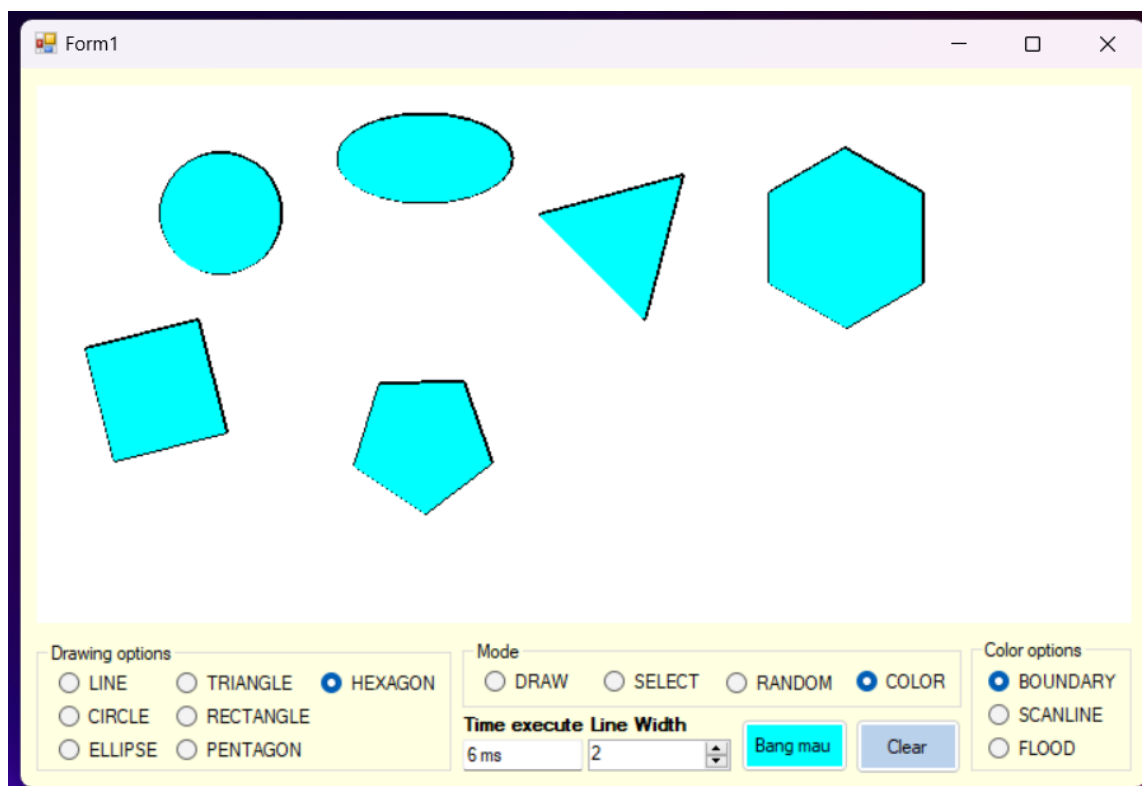 Form1
Drawing options
LINE TRIANGLE HEXAGON
CIRCLE RECTANGLE
ELLIPSE PENTAGON
Mode
DRAW SELECT RANDOM COLOR
Time execute Line Width
6 ms 2 Bang mau Clear
Color options
BOUNDARY
SCANLINE
FLOOD